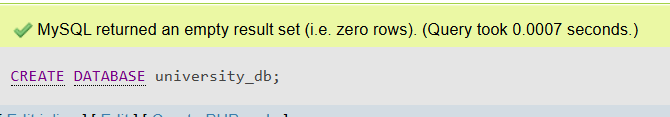 MySQL returned an empty result set (i.e. zero rows). (Query took 0.0007 seconds.)
CREATE DATABASE university_db;